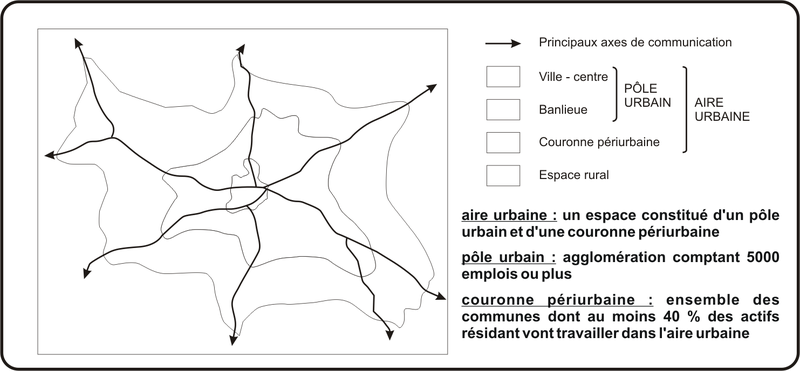 Principaux axes de communication
Ville - centre
Banlieue
PÔLE
URBAIN
Couronne périurbaine
AIRE
URBAINE
Espace rural
aire urbaine : un espace constitué d'un pôle
urbain et d'une couronne périurbaine
pôle urbain : agglomération comptant 5000
emplois ou plus
couronne périurbaine : ensemble des
communes dont au moins 40 % des actifs
résidant vont travailler dans l'aire urbaine